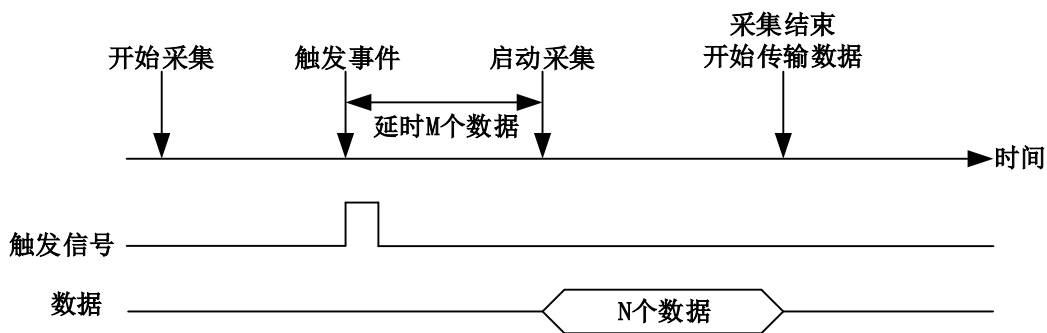 采集结束
开始采集
触发事件
启动采集
开始传输数据
延时M个数据
时间
触发信号
数据
N个数据